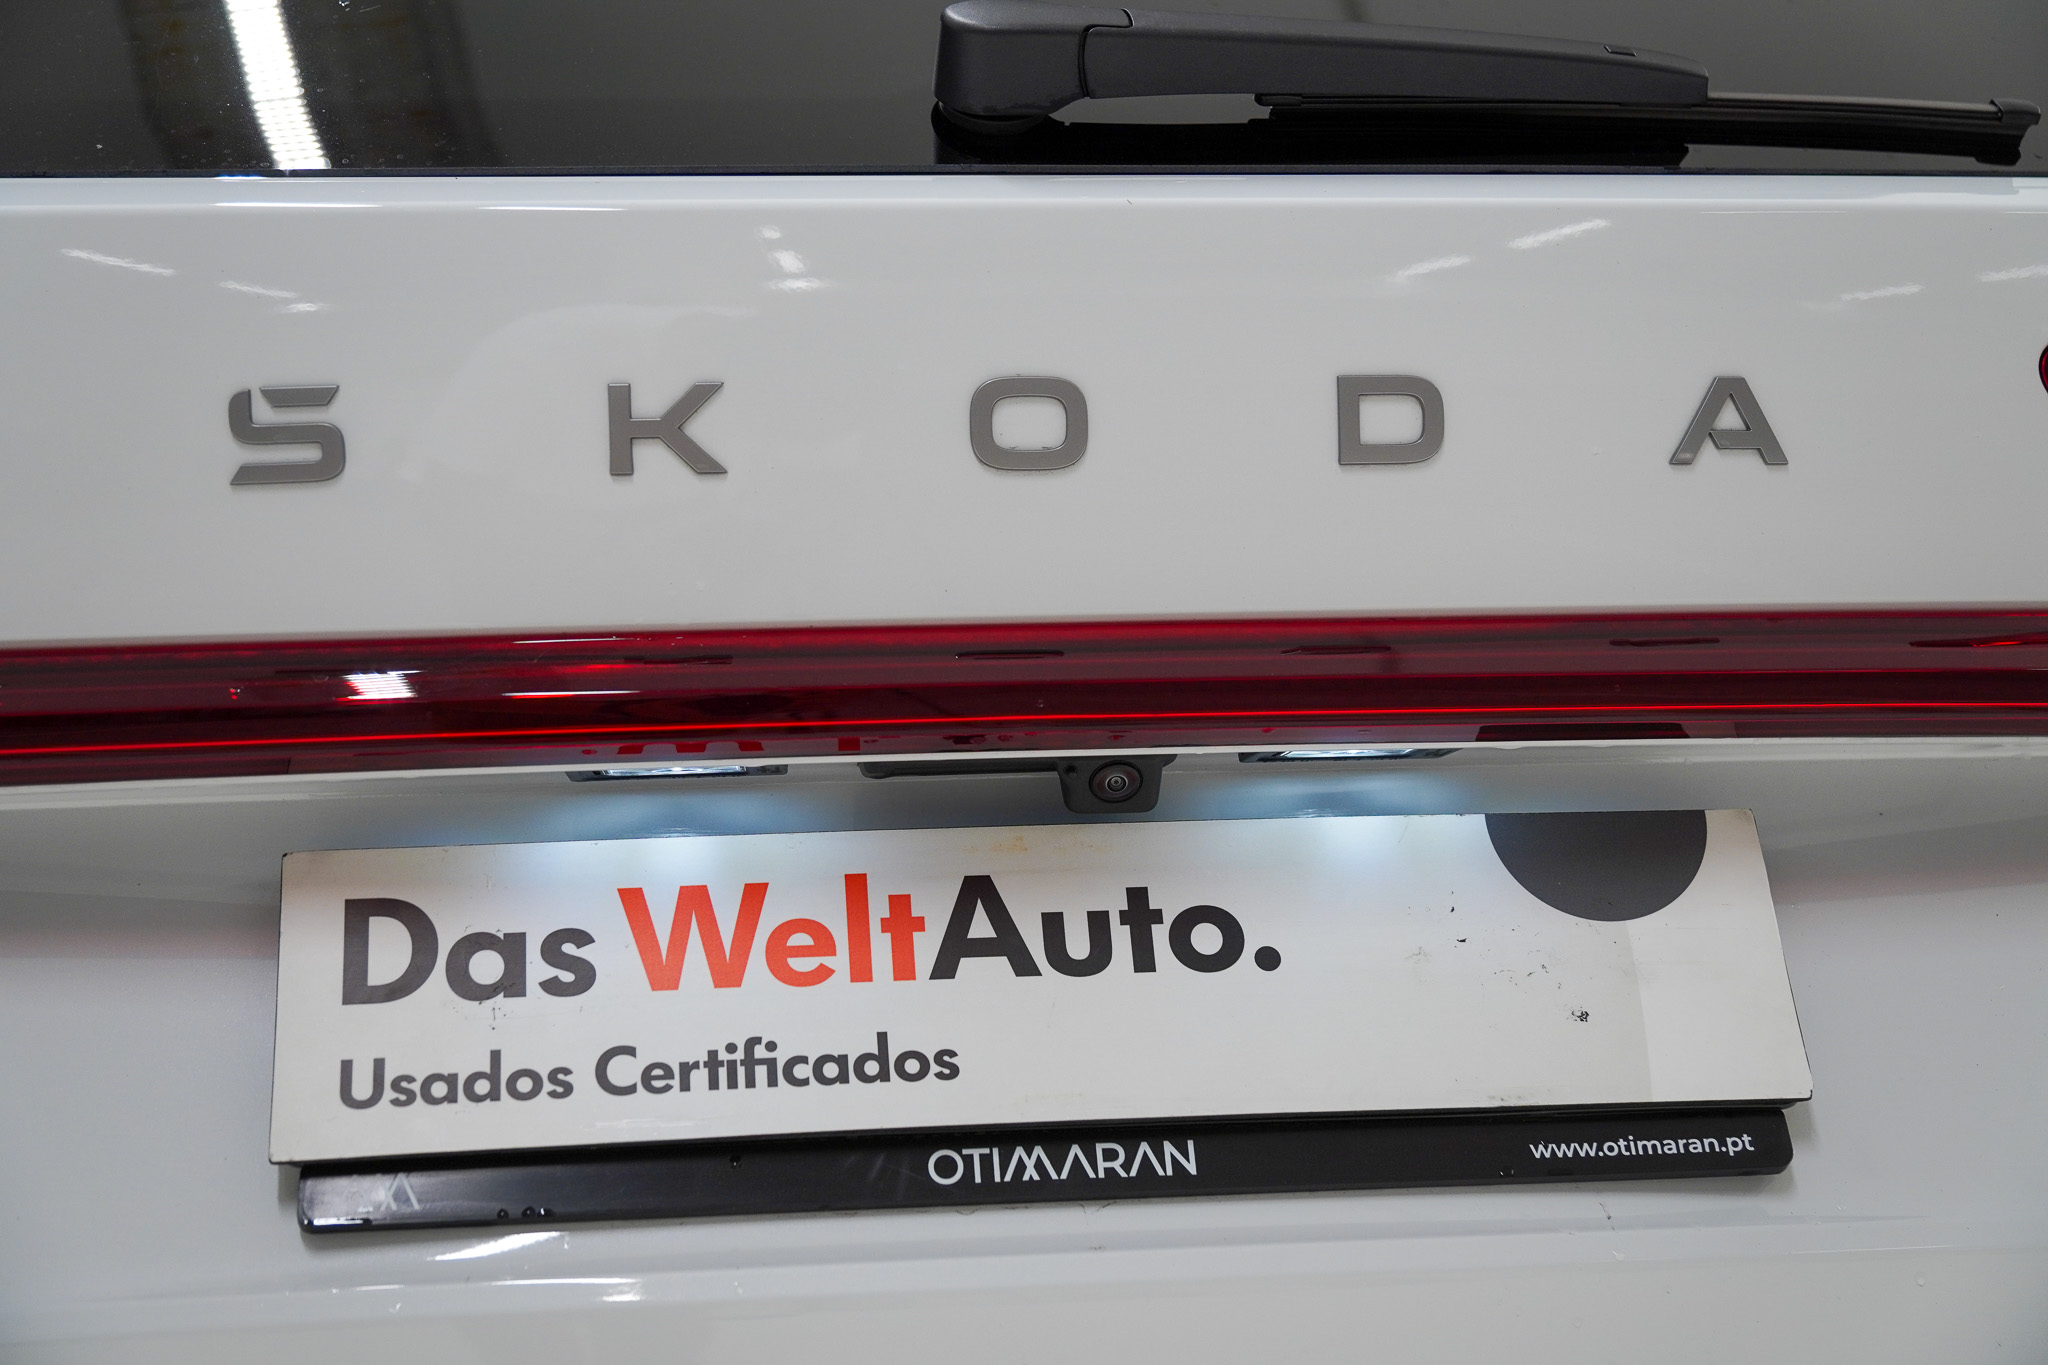 SKODA
Das WeltAuto.
Usados Certificados
OTIMARAN
www.otimaran.pt